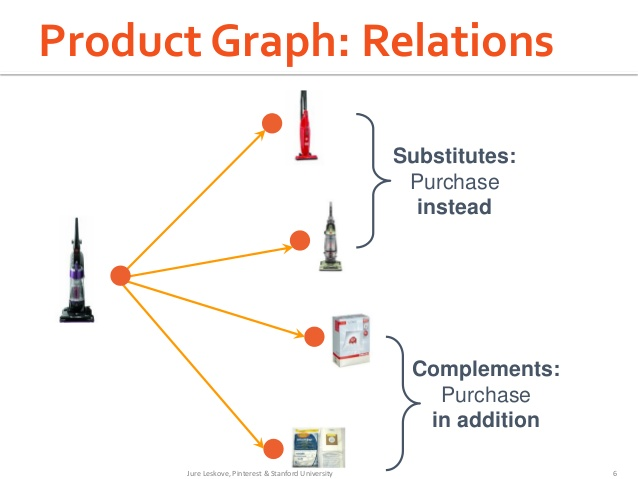 Product Graph: Relations
Substitutes:
Purchase
instead
Complements:
Purchase
in addition
Jure Leskove, Pinterest & Stanford University
6